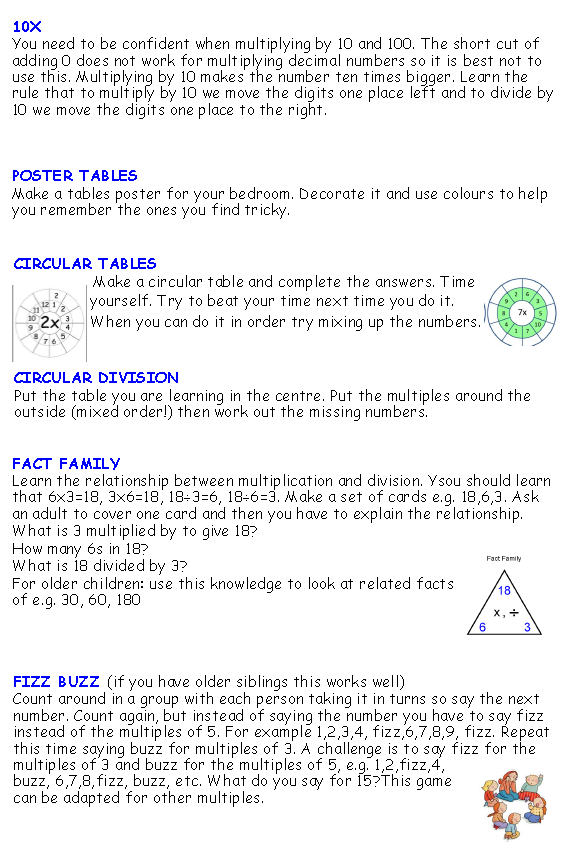 10X
You need to be confident when multiplying by 10 and 100. The short cut of
adding 0 does not work for multiplying decimal numbers so it is best not to
use this. Multiplying by 10 makes the number ten times bigger. Learn the
rule that to multiply by 10 we move the digits one place left and to divide by
10 we move the digits one place to the right.
POSTER TABLES
Make a tables poster for your bedroom. Decorate it and use colours to help
you remember the ones you find tricky.
CIRCULAR TABLES
Make a circular table and complete the answers. Time
yourself. Try to beat your time next time you do it.
When you can do it in order try mixing up the numbers.
2
12 1
11 2
10 2x 3
9 4
8 5
7 6
7x
CIRCULAR DIVISION
Put the table you are learning in the centre. Put the multiples around the
outside (mixed order!) then work out the missing numbers.
FACT FAMILY
Learn the relationship between multiplication and division. Ysou should learn
that 6x3=18, 3x6=18, 18÷3=6, 18÷6=3. Make a set of cards e.g. 18,6,3. Ask
an adult to cover one card and then you have to explain the relationship.
What is 3 multiplied by to give 18?
How many 6s in 18?
What is 18 divided by 3?
For older children: use this knowledge to look at related facts
of e.g. 30, 60, 180
Fact Family
18
x , ÷
6 3
FIZZ BUZZ (if you have older siblings this works well)
Count around in a group with each person taking it in turns so say the next
number. Count again, but instead of saying the number you have to say fizz
instead of the multiples of 5. For example 1,2,3,4, fizz,6,7,8,9, fizz. Repeat
this time saying buzz for multiples of 3. A challenge is to say fizz for the
multiples of 3 and buzz for the multiples of 5, e.g. 1,2,fizz,4,
buzz, 6,7,8,fizz, buzz, etc. What do you say for 15?This game
can be adapted for other multiples.